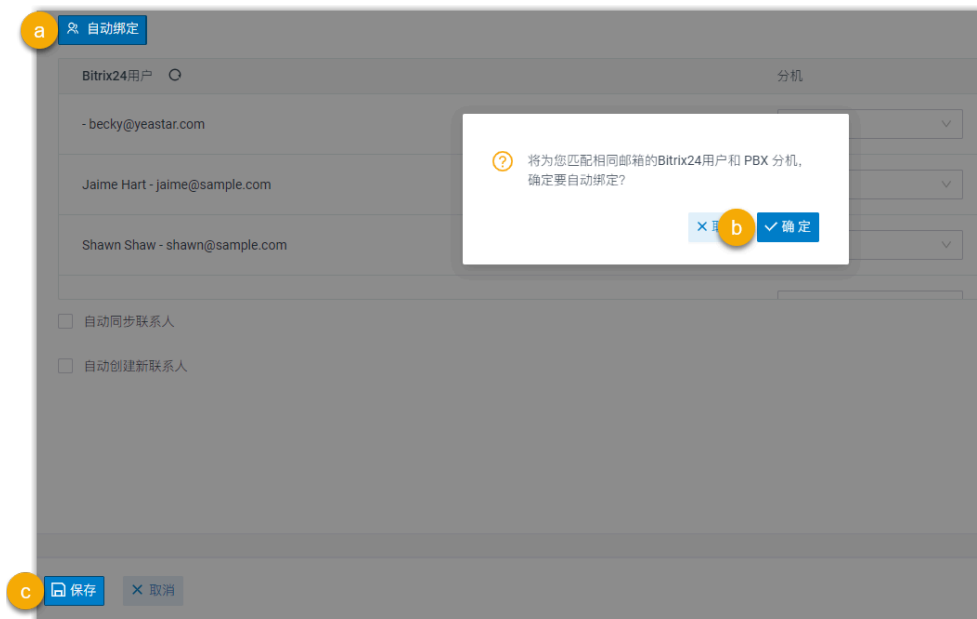 a
自动绑定
Bitrix24用户
分机
- becky@yeastar.com
将为您匹配相同邮箱的Bitrix24用户和 PBX 分机,
确定要自动绑定?
Jaime Hart - jaime@sample.com
b
确 定
Shawn Shaw - shawn@sample.com
自动同步联系人
自动创建新联系人
c
保存
取消